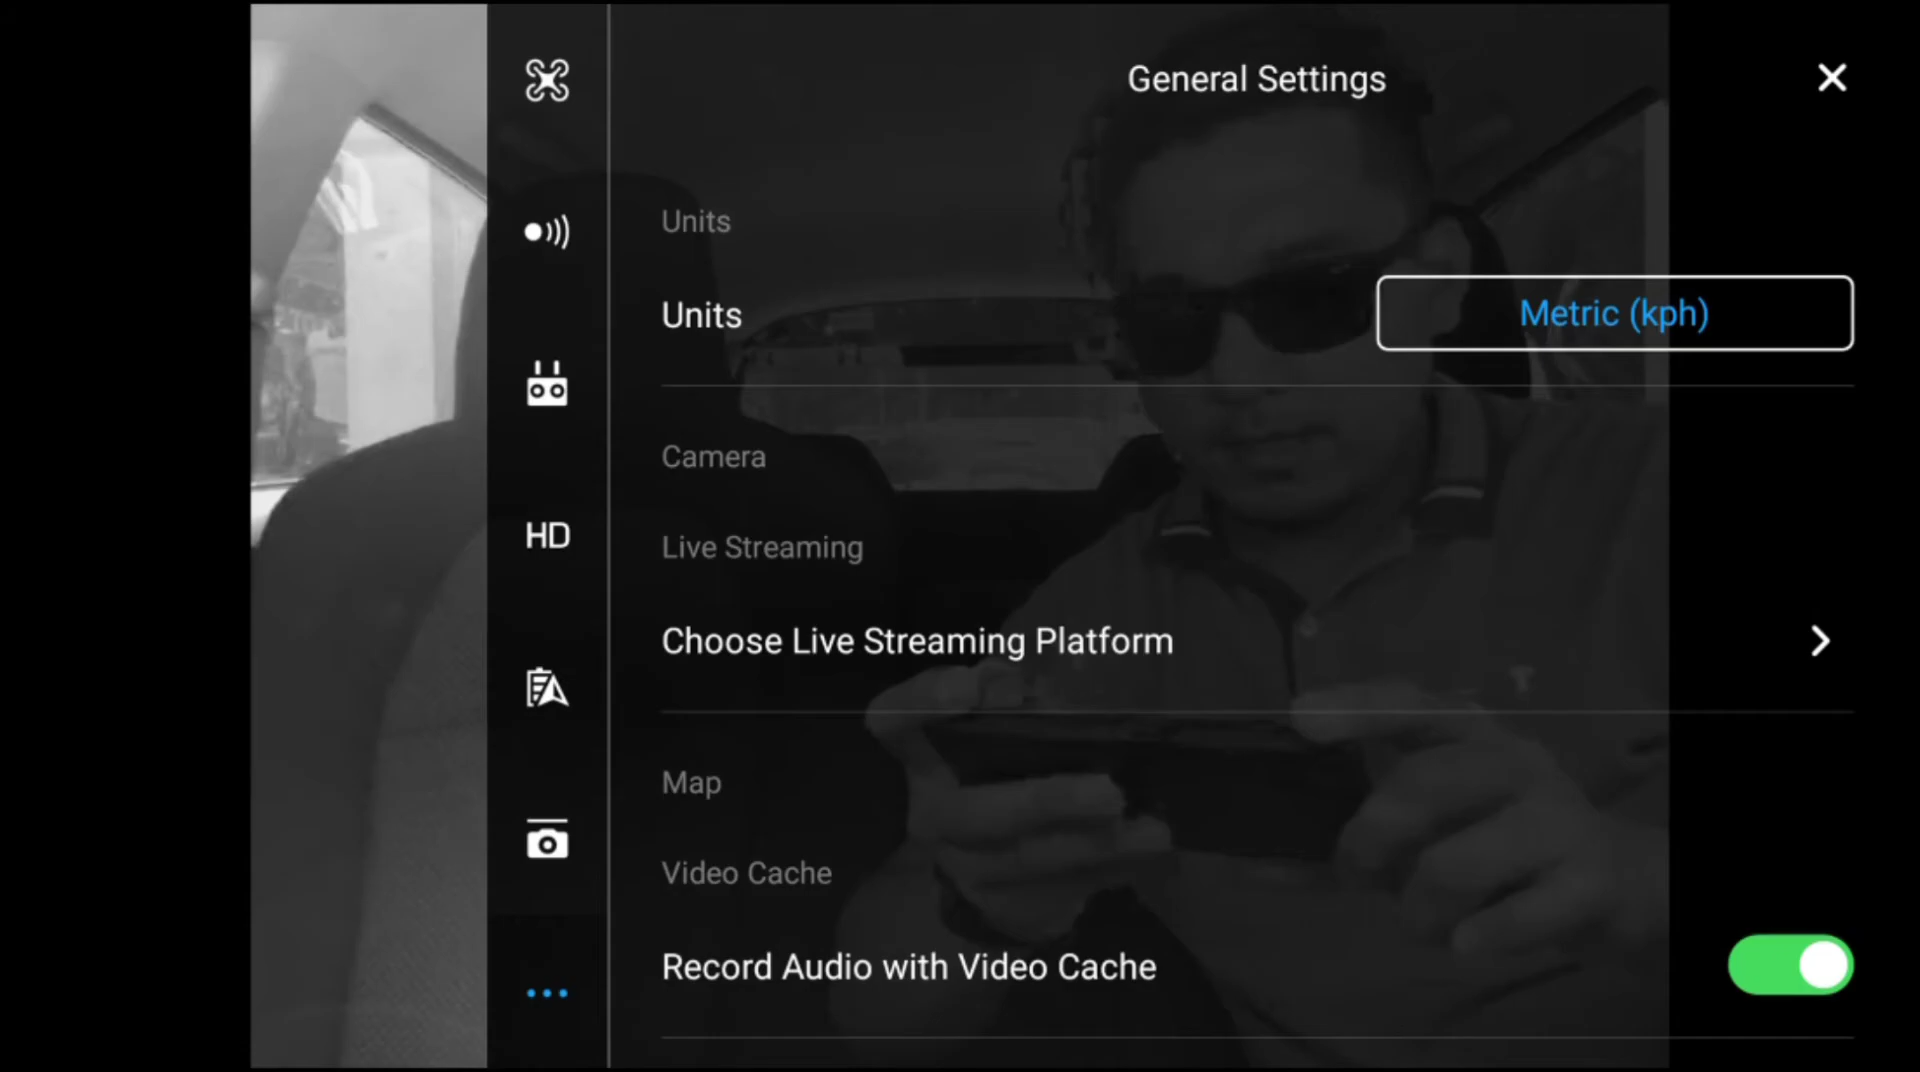 General Settings
Units
Units
Metric (kph)
Camera
HD
Live Streaming
Choose Live Streaming Platform
Map
Video Cache
Record Audio with Video Cache